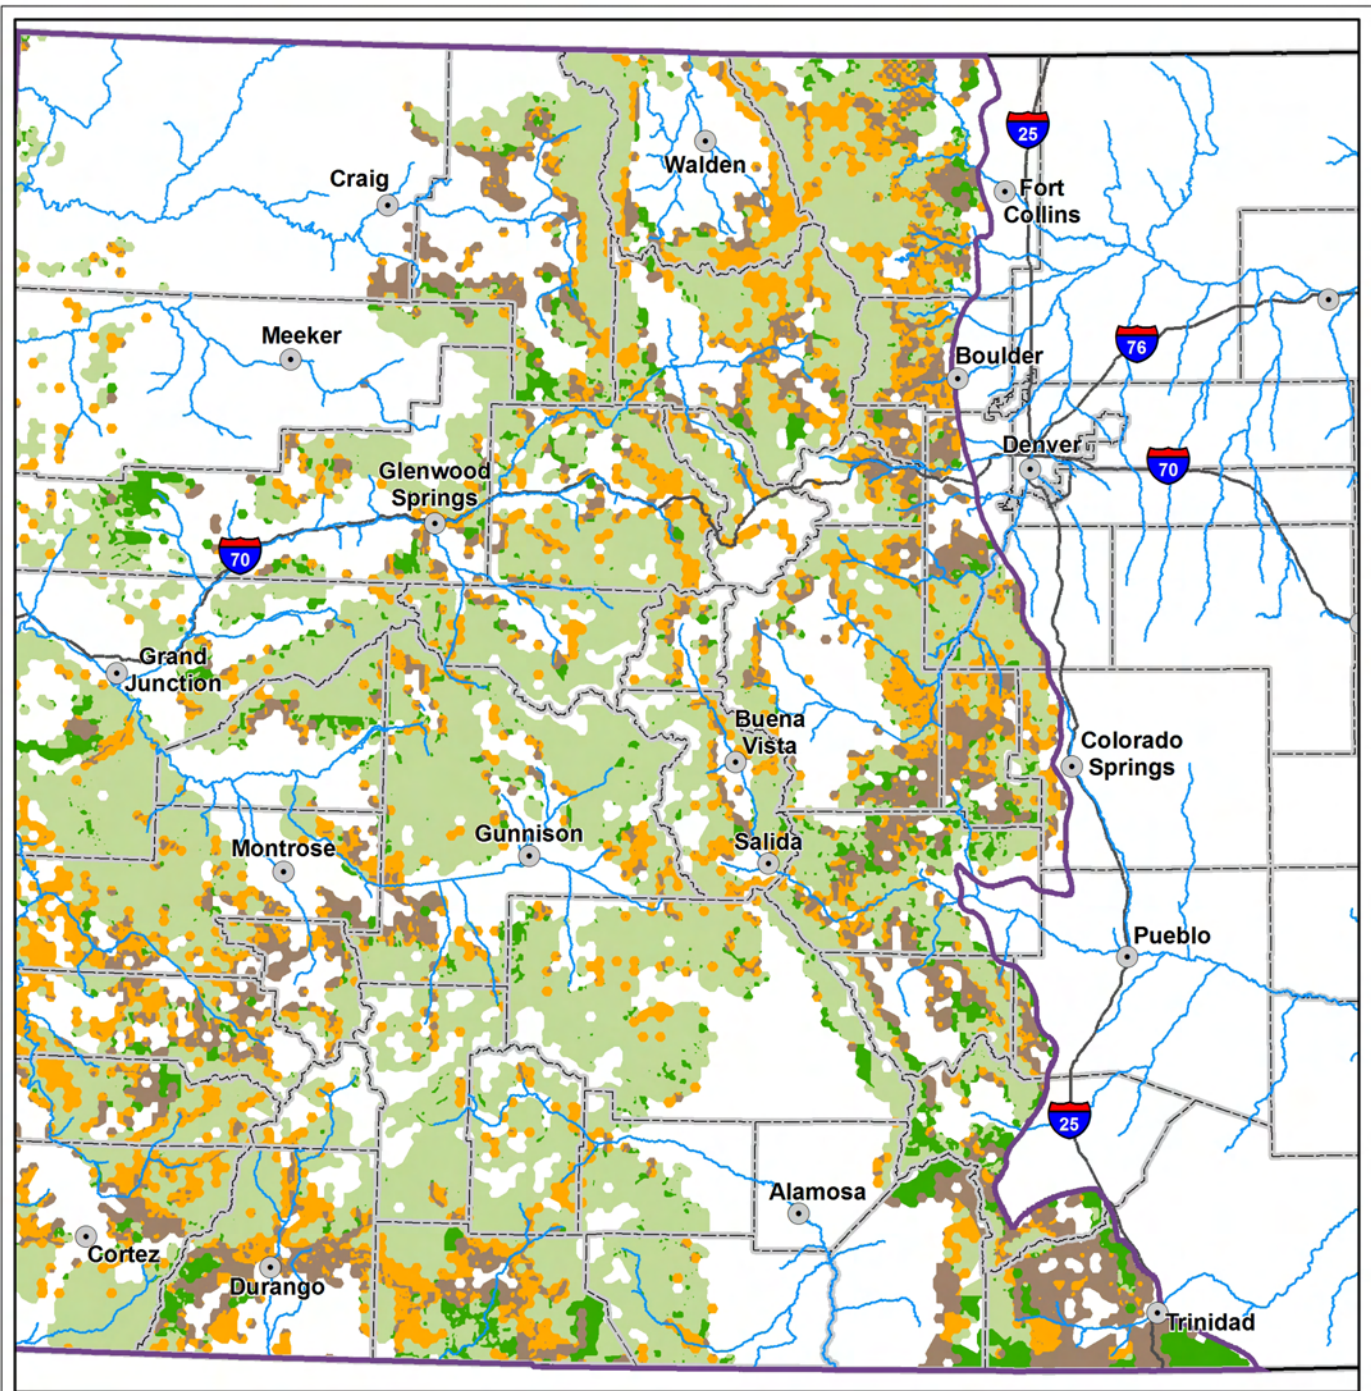 25
Walden
Craig
Fort
Collins
Meeker
76
Boulder
Denver
Glenwood
Springs
70
70
Grand
Junction
Buena
Vista
Colorado
Springs
Gunnison
Salida
Montrose
Pueblo
25
Alamosa
Cortez
Durango
Trinidad